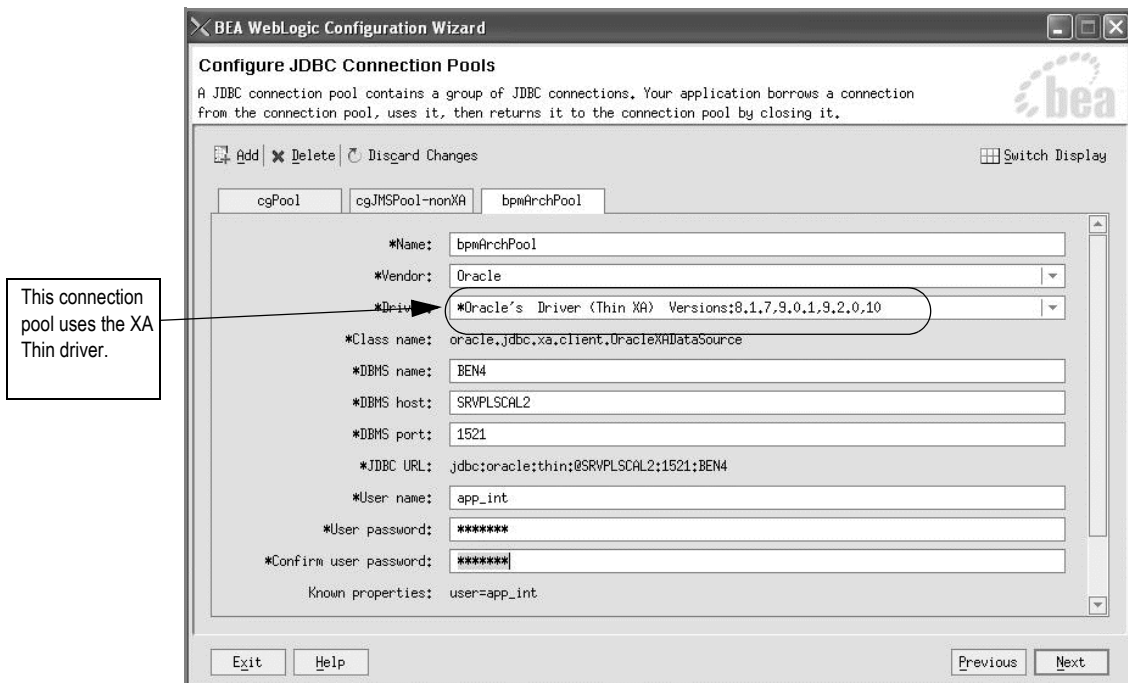 BEA WebLogic Configuration Wizard
Configure JDBC Connection Pools
A JDBC connection pool contains a group of JDBC connections. Your application borrows a connection
from the connection pool, uses it, then returns it to the connection pool by closing it.
bea
Add Delete Discard Changes Switch Display
cgPool cgJMSPool-nonXA bpmArchPool
*Name: bpmArchPool
*Vendor: Oracle
This connection
pool uses the XA
Thin driver.
*Driver: *Oracle's Driver (Thin XA) Versions:8.1.7,9.0.1,9.2.0,10
*Class name: oracle.jdbc.xa.client.OracleXADataSource
*DBMS name: BEN4
*DBMS host: SRVPLSCAL2
*DBMS port: 1521
*JDBC URL: jdbc:oracle:thin:@SRVPLSCAL2:1521:BEN4
*User name: app_int
*User password: *******
*Confirm user password: *******
Known properties: user=app_int
Exit Help Previous Next